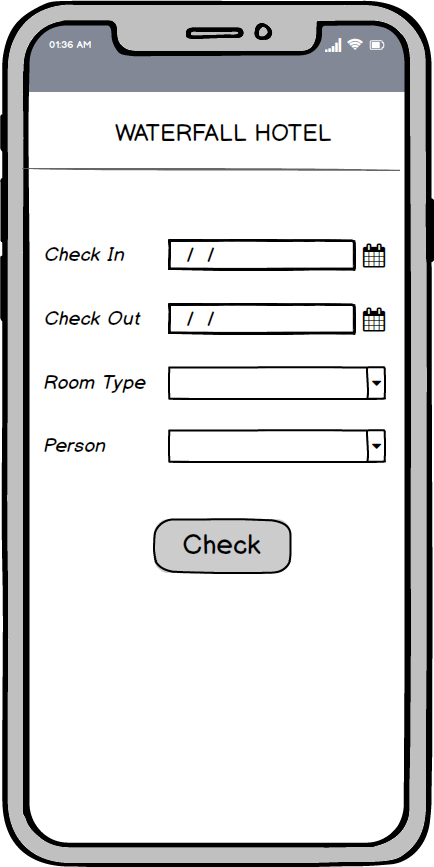 01:36 AM
WATERFALL HOTEL
Check In / /
Check Out / /
Room Type
Person
Check